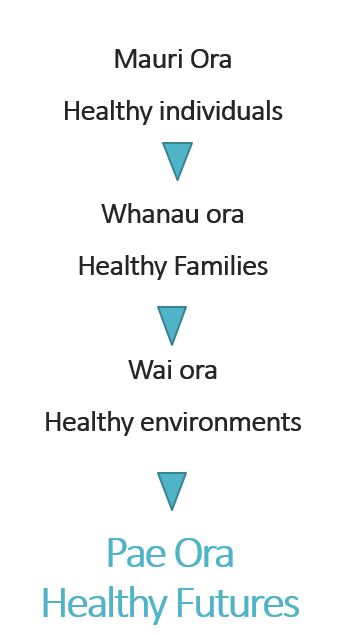 Mauri Ora
Healthy individuals
Whanau ora
Healthy Families
Wai ora
Healthy environments
Pae Ora
Healthy Futures